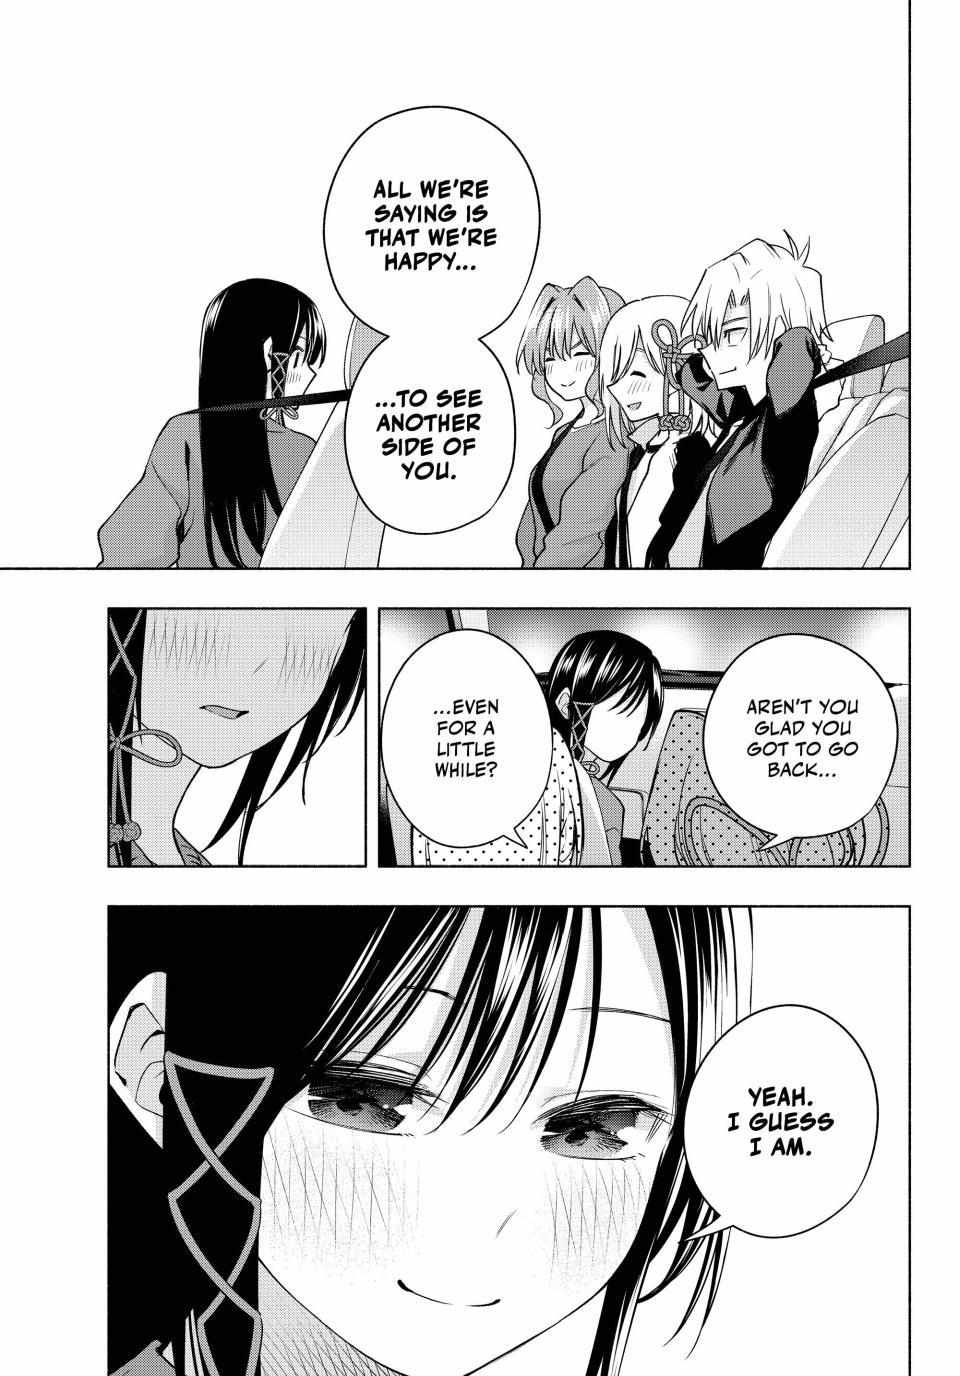 ALL WE'RE
SAYING IS
THAT WE'RE
HAPPY...
...TO SEE
ANOTHER
SIDE OF
YOU.
AREN'T YOU
GLAD YOU
GOT TO GO
BACK...
...EVEN
FOR A
LITTLE
WHILE?
YEAH.
I GUESS
I AM.